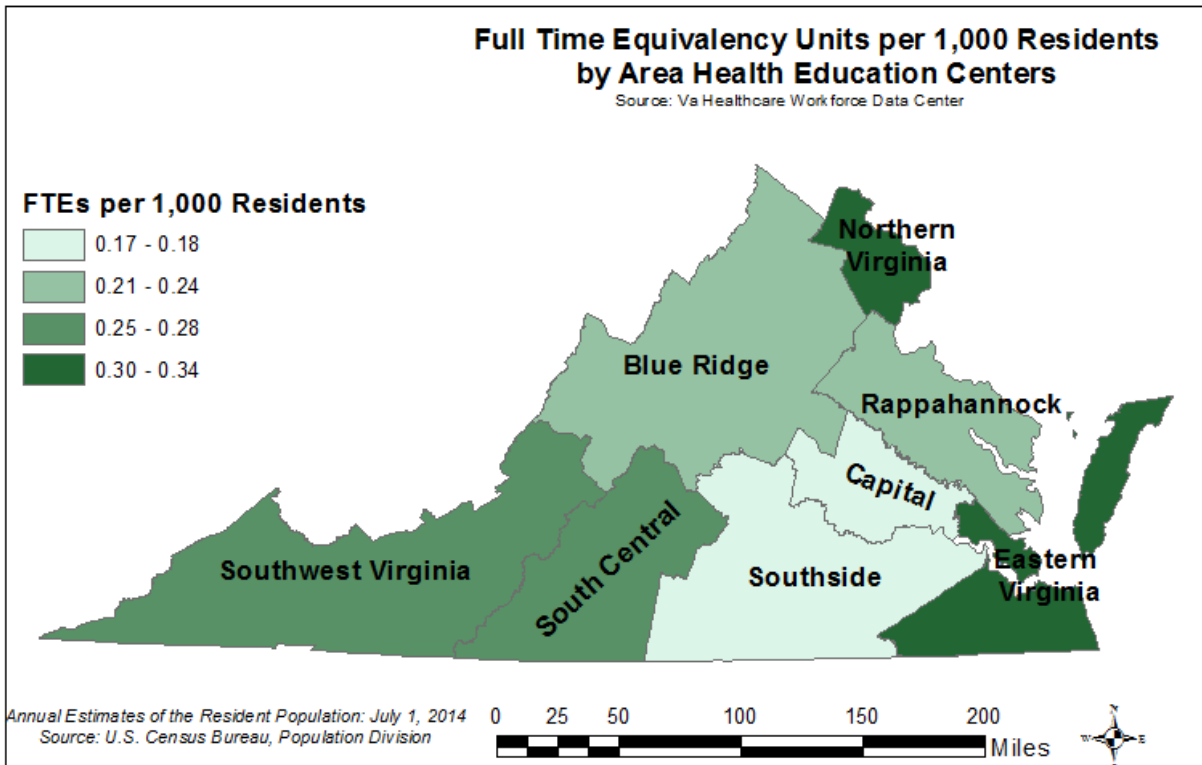 Full Time Equivalency Units per 1,000 Residents
by Area Health Education Centers
Source: Va Healthcare Workforce Data Center
FTEs per 1,000 Residents
0.17 - 0.18
0.21 - 0.24
0.25 - 0.28
0.30 - 0.34
Northern
Virginia
Blue Ridge
Rappahannock
Capital
Southwest Virginia
South Central
Southside
Eastern
Virginia
Annual Estimates of the Resident Population: July 1, 2014
Source: U.S. Census Bureau, Population Division
0 25 50 100 150 200
Miles
N
W E
S